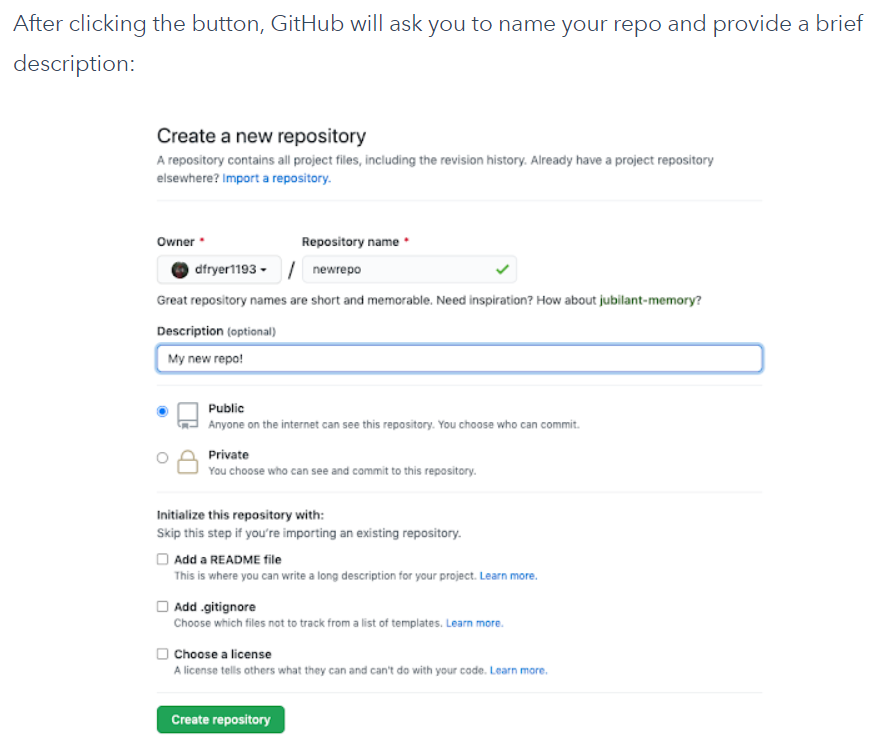 After clicking the button, GitHub will ask you to name your repo and provide a brief
description:
Create a new repository
A repository contains all project files, including the revision history. Already have a project repository
elsewhere? Import a repository.
Owner * Repository name *
dfryer1193 / newrepo
Great repository names are short and memorable. Need inspiration? How about jubilant-memory?
Description (optional)
My new repo!
Public
Anyone on the internet can see this repository. You choose who can commit.
Private
You choose who can see and commit to this repository.
Initialize this repository with:
Skip this step if you're importing an existing repository.
Add a README file
This is where you can write a long description for your project. Learn more.
Add .gitignore
Choose which files not to track from a list of templates. Learn more.
Choose a license
A license tells others what they can and can't do with your code. Learn more.
Create repository